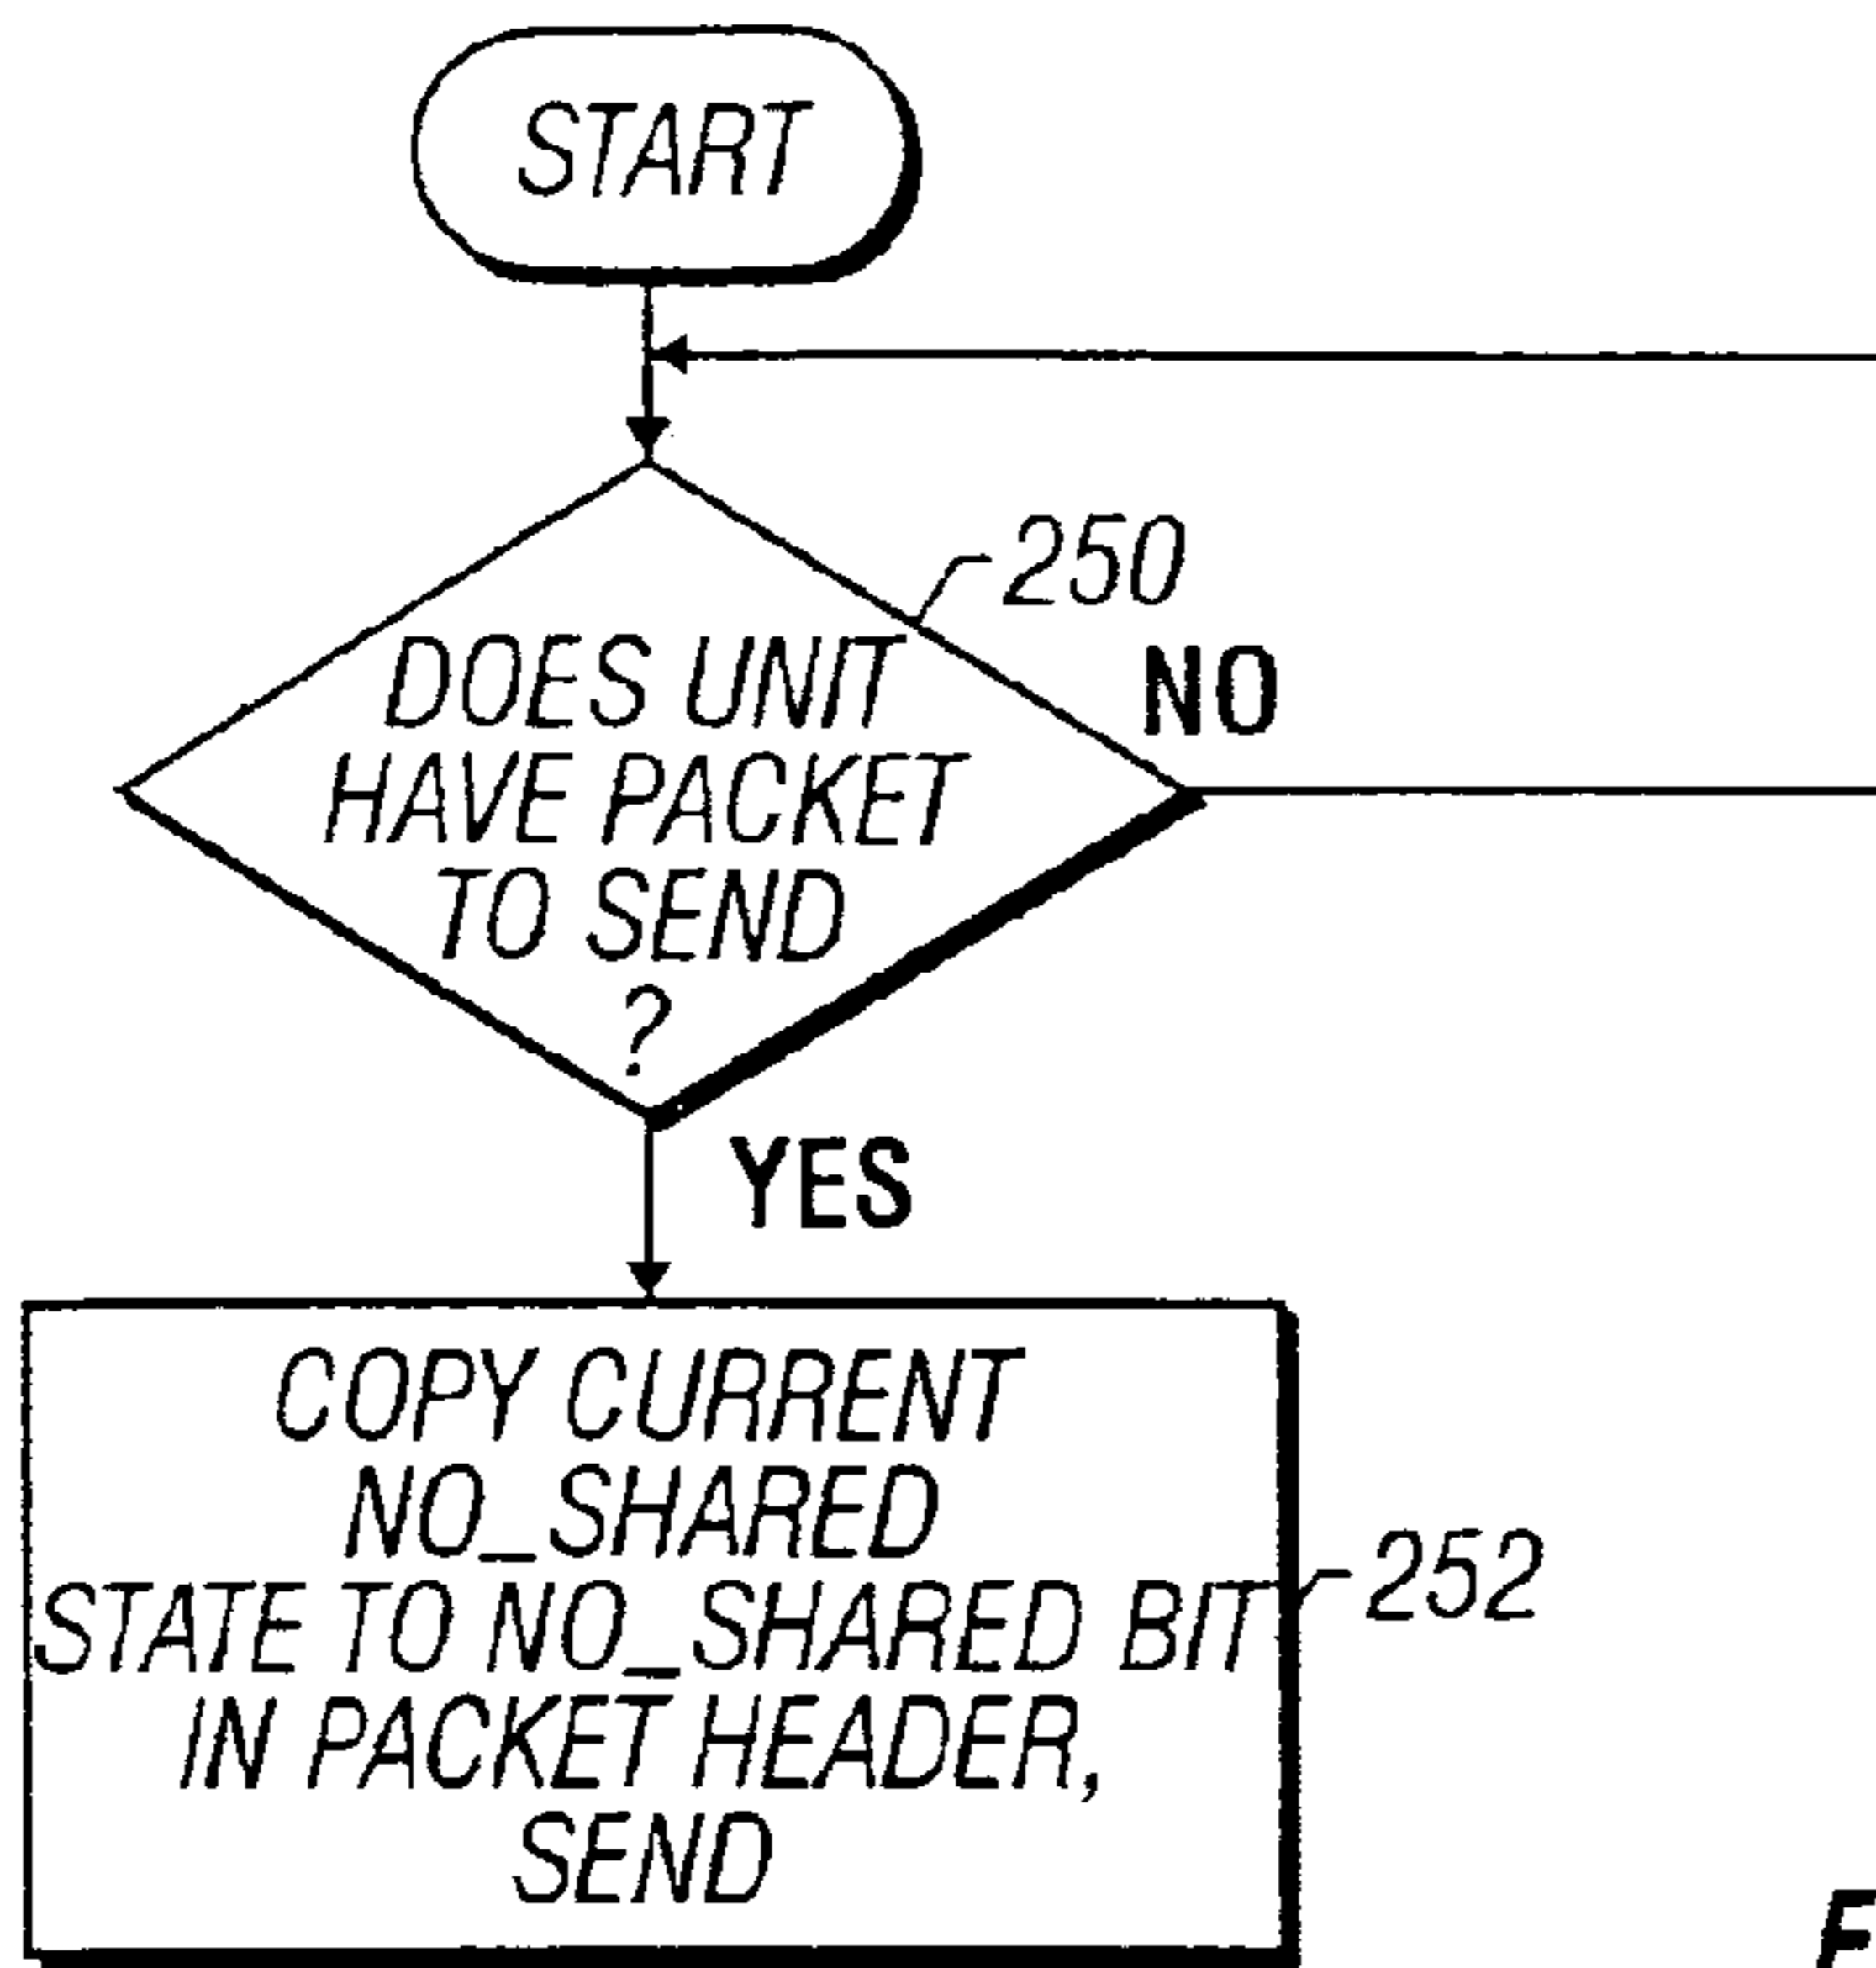 START
250
DOES UNIT
HAVE PACKET
TO SEND
?
NO
YES
COPY CURRENT
NO_SHARED
STATE TO NO_SHARED BIT
IN PACKET HEADER,
SEND
252
F